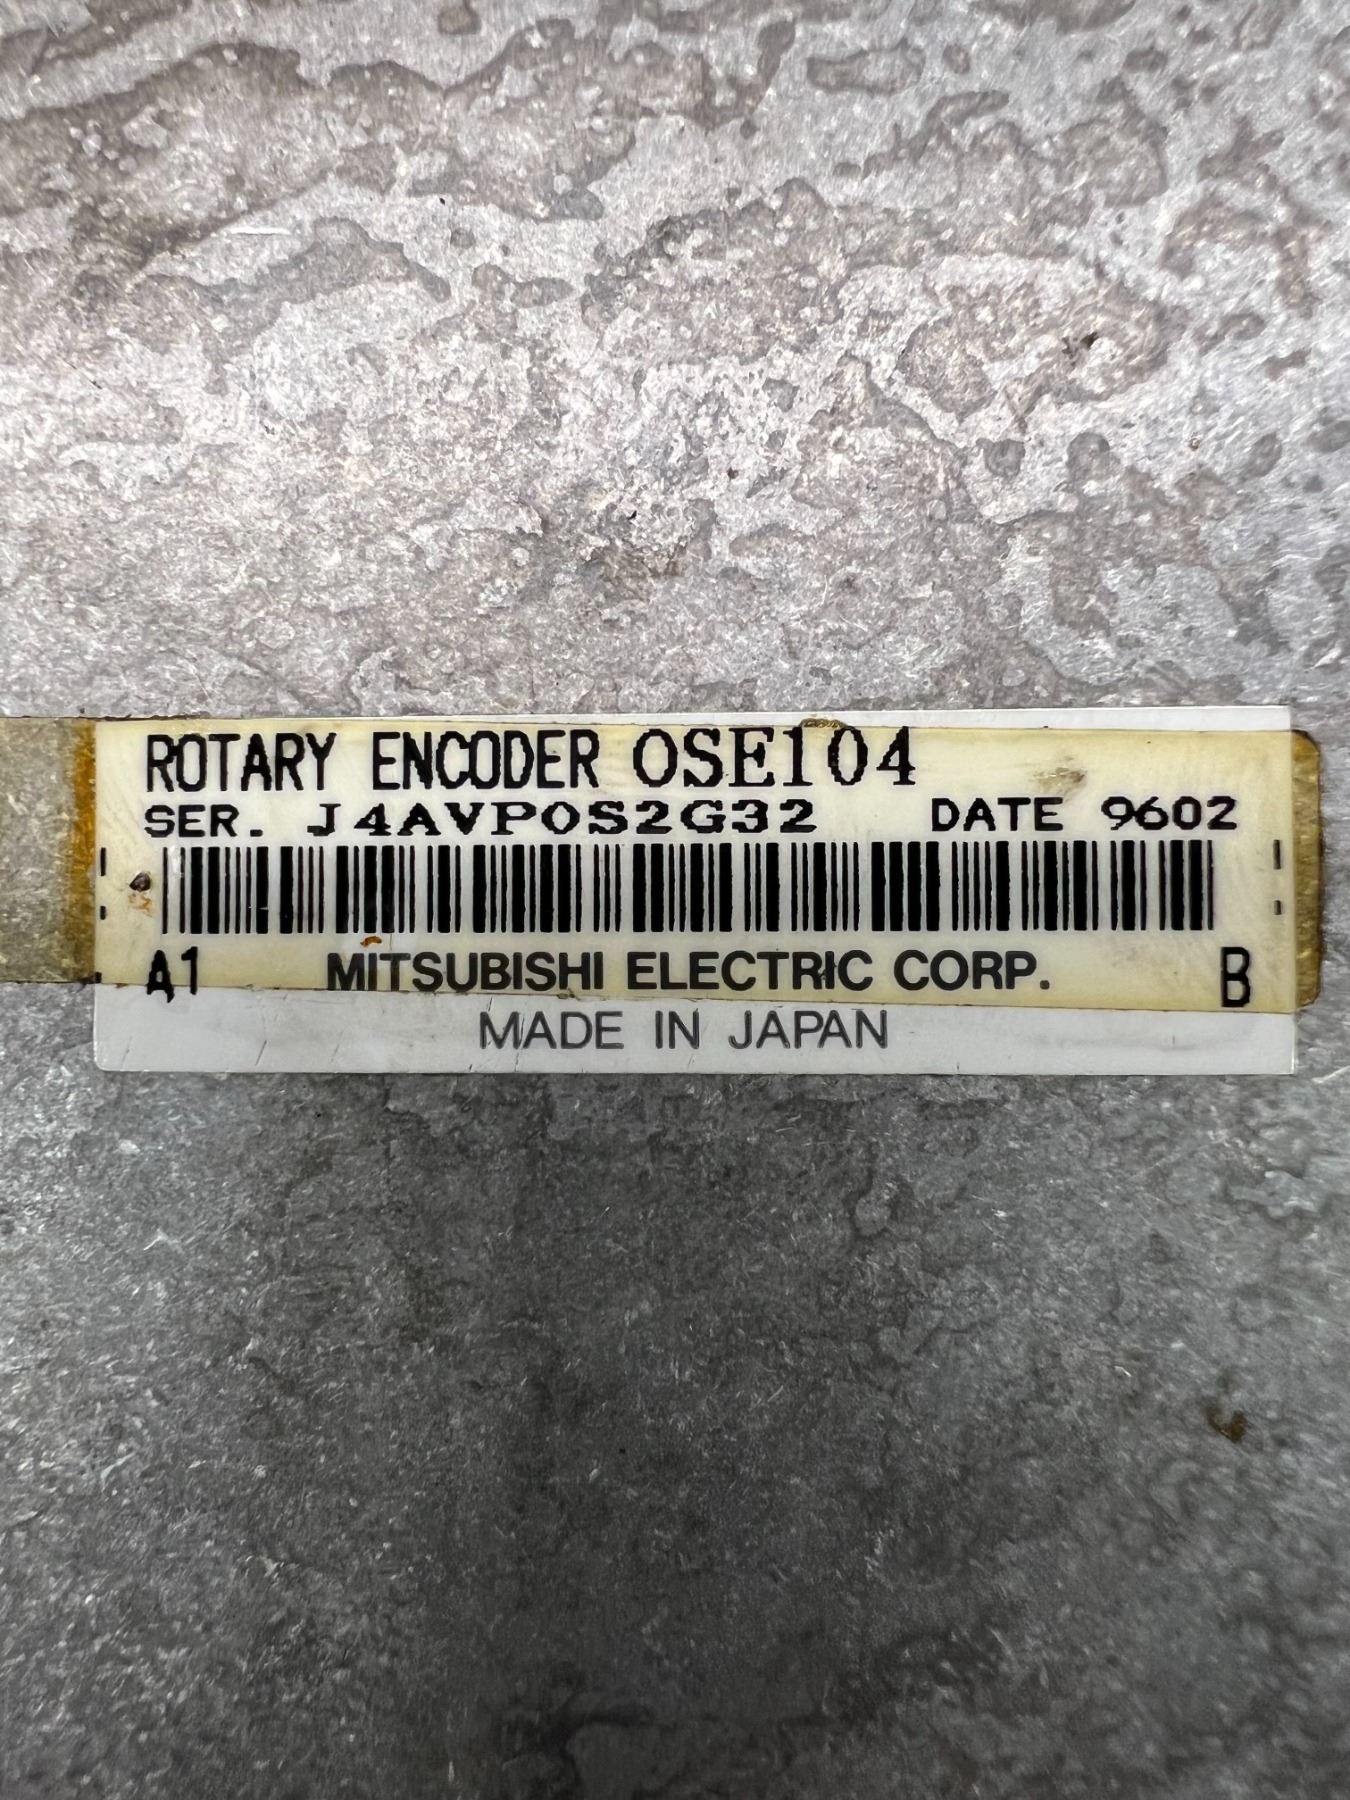 ROTARY ENCODER OSE104
SER. J4AVP0S2G32 DATE 9602
A1 MITSUBISHI ELECTRIC CORP. B
MADE IN JAPAN